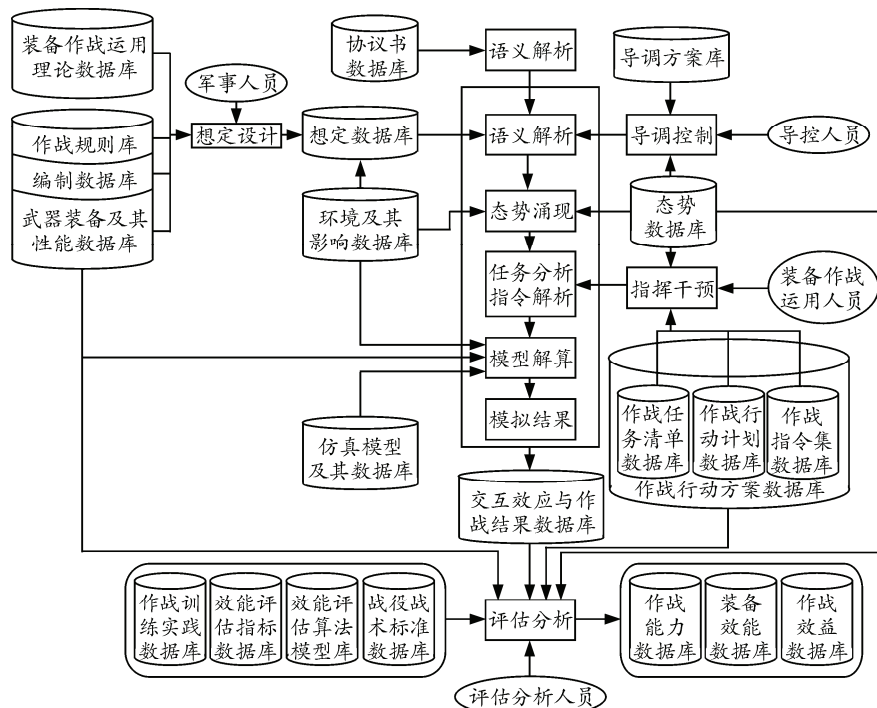 装备作战运用
理论数据库
军事人员
协议书
数据库
语义解析
导调方案库
作战规则库
编制数据库
武器装备及其
性能数据库
想定设计
想定数据库
语义解析
导调控制
导控人员
环境及其
影响数据库
态势涌现
态势
数据库
任务分析
指令解析
指挥干预
装备作战
运用人员
模型解算
模拟结果
仿真模型
及其数据库
作战任
务清单
数据库
作战行
动计划
数据库
作战
指令集
数据库
作战行动方案数据库
交互效应与作
战结果数据库
作战训
练实践
数据库
效能评
估指标
数据库
效能评
估算法
模型库
战役战
术标准
数据库
评估分析
作战
能力
数据库
装备
效能
数据库
作战
效益
数据库
评估分析人员